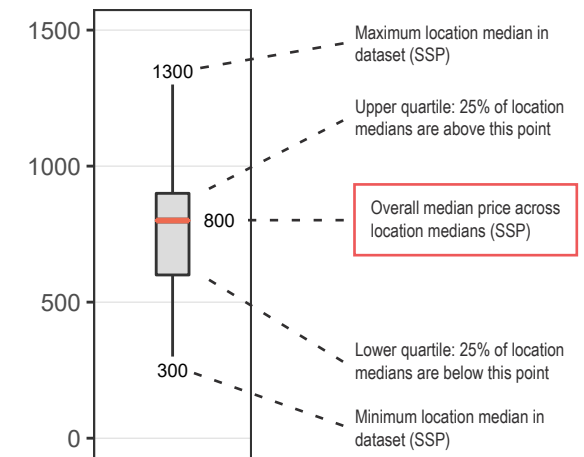 1500
1000
500
0
1300
800
300
Maximum location median in
dataset (SSP)
Upper quartile: 25% of location
medians are above this point
Overall median price across
location medians (SSP)
Lower quartile: 25% of location
medians are below this point
Minimum location median in
dataset (SSP)